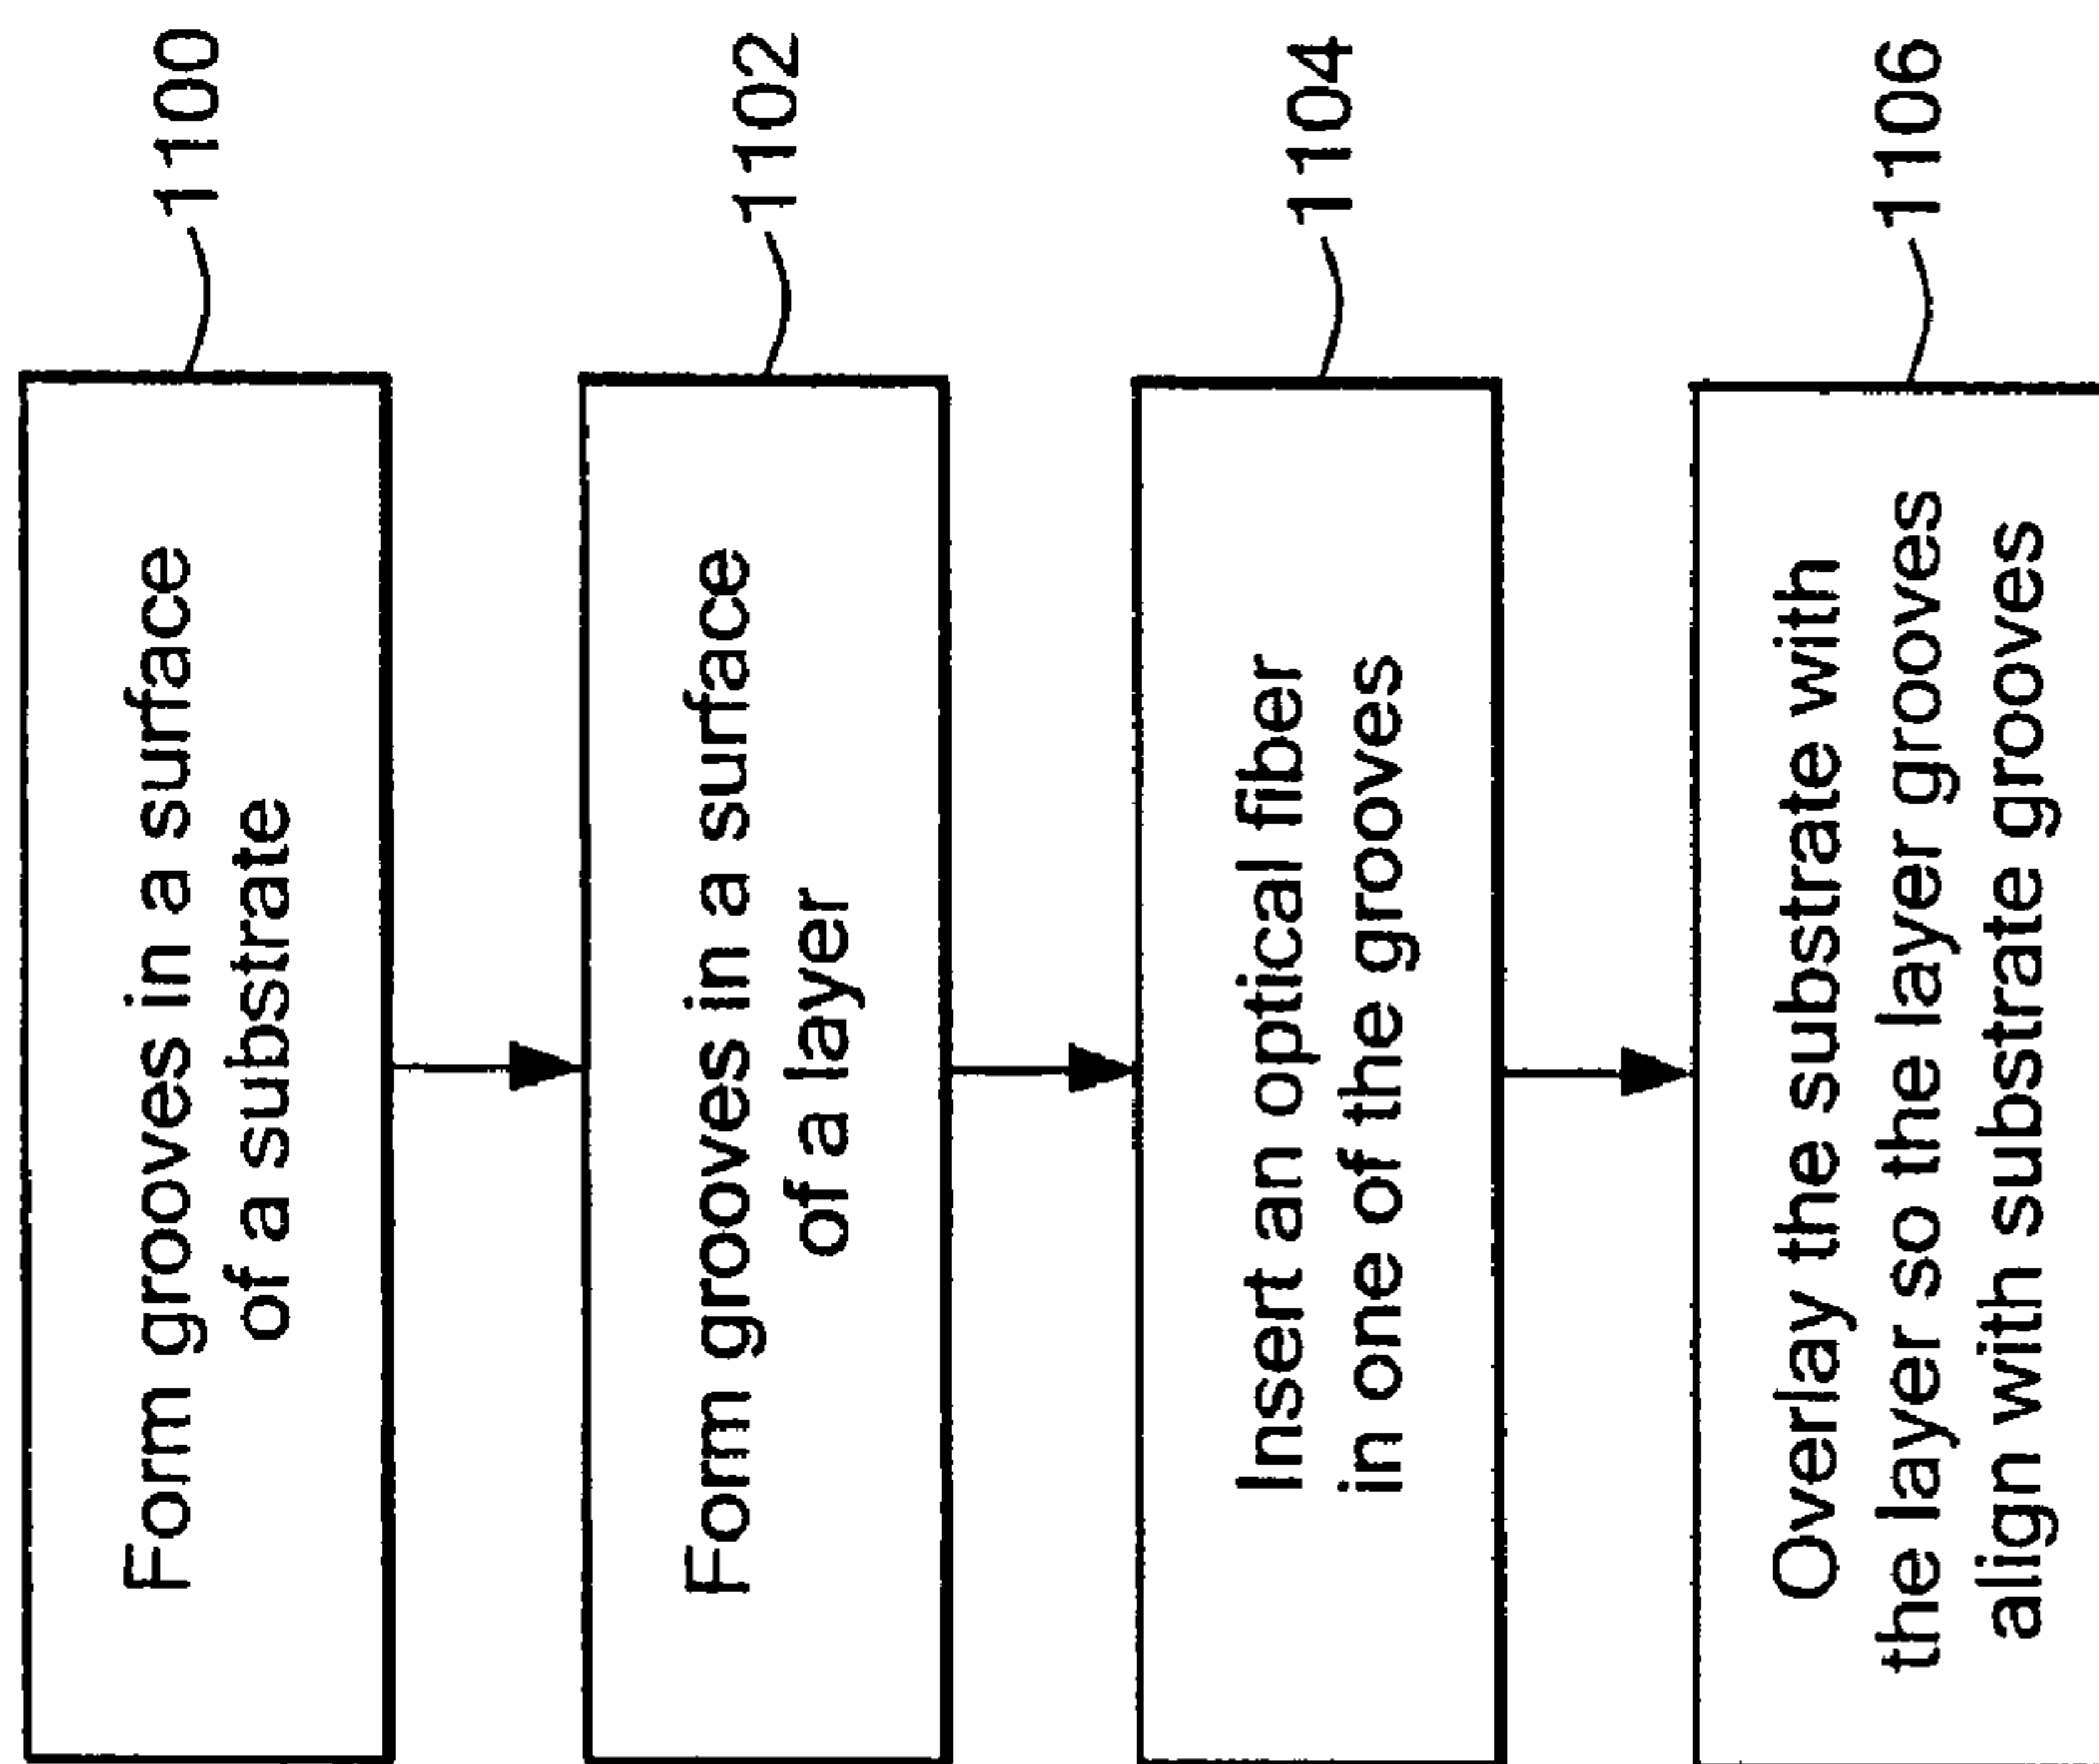 Form grooves in a surface
of a substrate
1100
Form grooves in a surface
of a layer
1102
Insert an optical fiber
in one of the grooves
1104
Overlay the substrate with
the layer so the layer grooves
align with substrate grooves
1106